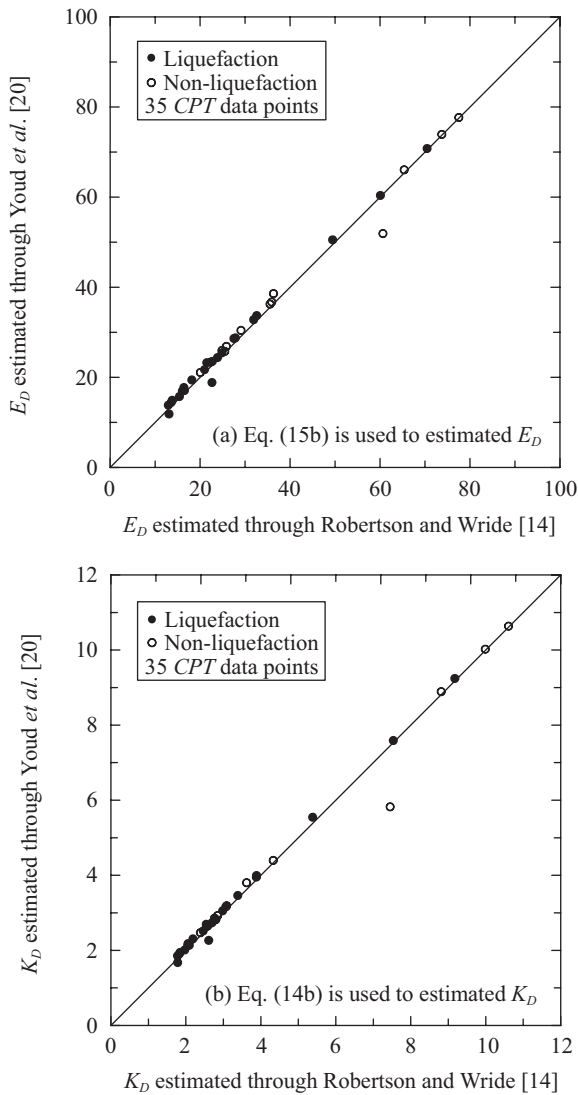 100
80
60
40
20
0
Liquefaction
Non-liquefaction
35 CPT data points
(a) Eq. (15b) is used to estimated E_D
0 20 40 60 80 100
E_D estimated through Robertson and Wride [14]
E_D estimated through Youd et al. [20]
12
10
8
6
4
2
0
Liquefaction
Non-liquefaction
35 CPT data points
(b) Eq. (14b) is used to estimated K_D
0 2 4 6 8 10 12
K_D estimated through Robertson and Wride [14]
K_D estimated through Youd et al. [20]